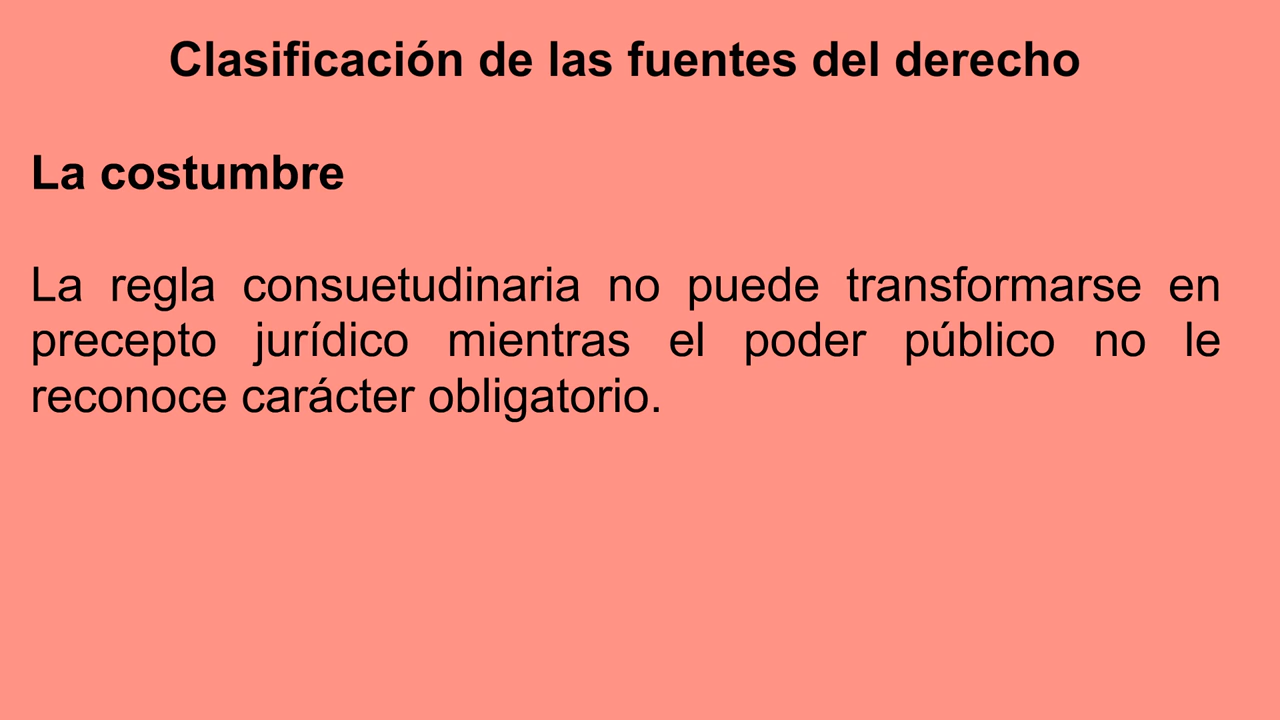 Clasificación de las fuentes del derecho
La costumbre
La regla consuetudinaria no puede transformarse en
precepto jurídico mientras el poder público no le
reconoce carácter obligatorio.